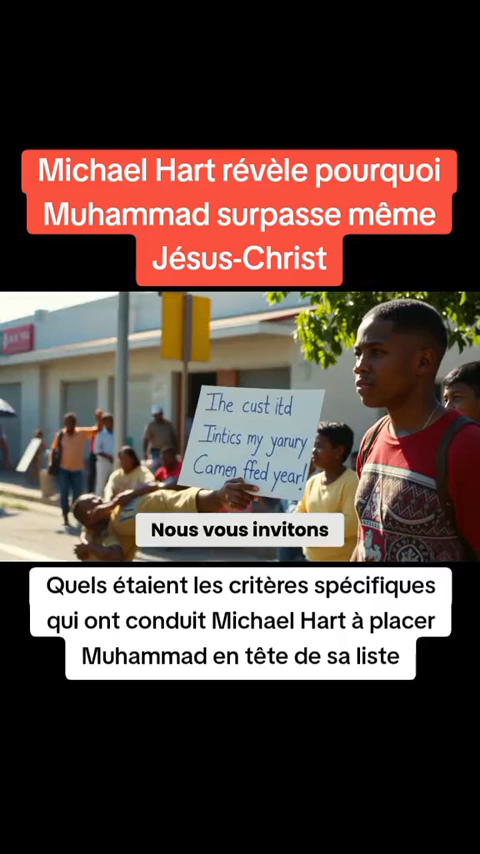 Michael Hart révèle pourquoi
Muhammad surpasse même
Jésus-Christ
The cust itd
Iintics my yarury
Camen ffed year!
Nous vous invitons
Quels étaient les critères spécifiques
qui ont conduit Michael Hart à placer
Muhammad en tête de sa liste